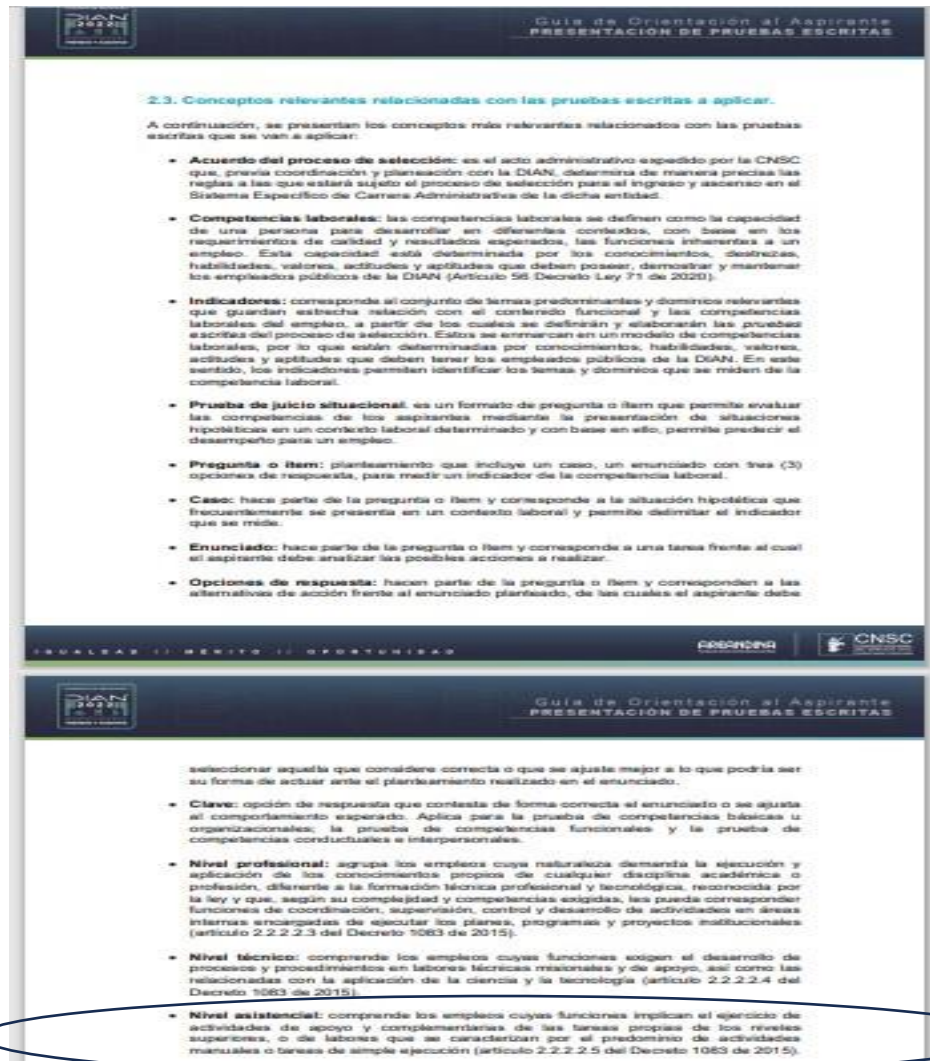 DIAN
2022
Guía de Orientación al Aspirante
PRESENTACIÓN DE PRUEBAS ESCRITAS
2.3. Conceptos relevantes relacionadas con las pruebas escritas a aplicar.
A continuación, se presentan los conceptos más relevantes relacionados con las pruebas
escritas que se van a aplicar:
• Acuerdo del proceso de selección: es el acto administrativo expedido por la CNSC
que, previa coordinación y planeación con la DIAN, determina de manera precisa las
reglas a las que estará sujeto el proceso de selección para el ingreso y ascenso en el
Sistema Específico de Carrera Administrativa de la dicha entidad.
• Competencias laborales: las competencias laborales se definen como la capacidad
de una persona para desarrollar en diferentes contextos, con base en los
requerimientos de calidad y resultados esperados, las funciones inherentes a un
empleo. Esta capacidad está determinada por los conocimientos, destrezas,
habilidades, valores, actitudes y aptitudes que deben poseer, demostrar y mantener
los empleados públicos de la DIAN (Artículo 56 Decreto Ley 71 de 2020).
• Indicadores: corresponde al conjunto de temas predominantes y dominios relevantes
que guardan estrecha relación con el contenido funcional y las competencias
laborales del empleo, a partir de los cuales se definirán y elaborarán las pruebas
escritas del proceso de selección. Estos se enmarcan en un modelo de competencias
laborales, por lo que están determinadas por conocimientos, habilidades, valores,
actitudes y aptitudes que deben tener los empleados públicos de la DIAN. En este
sentido, los indicadores permiten identificar los temas y dominios que se miden de la
competencia laboral.
• Prueba de juicio situacional. es un formato de pregunta o ítem que permite evaluar
las competencias de los aspirantes mediante la presentación de situaciones
hipotéticas en un contexto laboral determinado y con base en ello, permite predecir el
desempeño para un empleo.
• Pregunta o ítem: planteamiento que incluye un caso, un enunciado con tres (3)
opciones de respuesta, para medir un indicador de la competencia laboral.
• Caso: hace parte de la pregunta o ítem y corresponde a la situación hipotética que
frecuentemente se presenta en un contexto laboral y permite delimitar el indicador
que se mide.
• Enunciado: hace parte de la pregunta o ítem y corresponde a una tarea frente al cual
el aspirante debe analizar las posibles acciones a realizar.
• Opciones de respuesta: hacen parte de la pregunta o ítem y corresponden a las
alternativas de acción frente al enunciado planteado, de las cuales el aspirante debe
IGUALDAD // MÉRITO // OPORTUNIDAD
AREANDINA
CNSC
DIAN
2022
Guía de Orientación al Aspirante
PRESENTACIÓN DE PRUEBAS ESCRITAS
seleccionar aquella que considere correcta o que se ajuste mejor a lo que podría ser
su forma de actuar ante el planteamiento realizado en el enunciado.
• Clave: opción de respuesta que contesta de forma correcta el enunciado o se ajusta
al comportamiento esperado. Aplica para la prueba de competencias básicas u
organizacionales; la prueba de competencias funcionales y la prueba de
competencias conductuales e interpersonales.
• Nivel profesional: agrupa los empleos cuya naturaleza demanda la ejecución y
aplicación de los conocimientos propios de cualquier disciplina académica o
profesión, diferente a la formación técnica profesional y tecnológica, reconocida por
la ley y que, según su complejidad y competencias exigidas, les pueda corresponder
funciones de coordinación, supervisión, control y desarrollo de actividades en áreas
internas encargadas de ejecutar los planes, programas y proyectos institucionales
(artículo 2.2.2.2.3 del Decreto 1083 de 2015).
• Nivel técnico: comprende los empleos cuyas funciones exigen el desarrollo de
procesos y procedimientos en labores técnicas misionales y de apoyo, así como las
relacionadas con la aplicación de la ciencia y la tecnología (artículo 2.2.2.2.4 del
Decreto 1083 de 2015).
• Nivel asistencial: comprende los empleos cuyas funciones implican el ejercicio de
actividades de apoyo y complementarias de las tareas propias de los niveles
superiores, o de labores que se caracterizan por el predominio de actividades
manuales o tareas de simple ejecución (artículo 2.2.2.2.5 del Decreto 1083 de 2015).